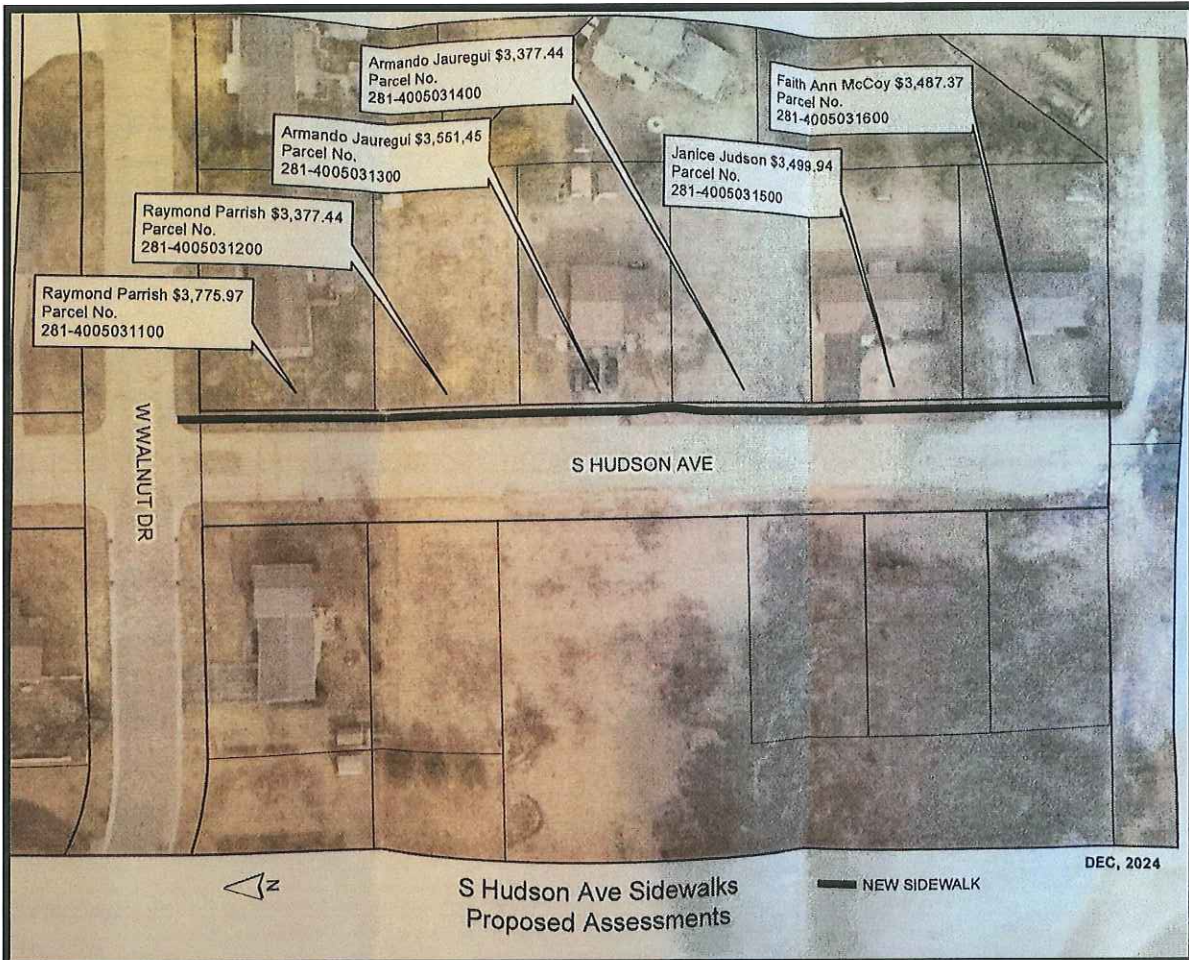 Armando Jauregui $3,377.44
Parcel No.
281-4005031400
Faith Ann McCoy $3,487.37
Parcel No.
281-4005031600
Armando Jauregui $3,551.45
Parcel No.
281-4005031300
Janice Judson $3,499.94
Parcel No.
281-4005031500
Raymond Parrish $3,377.44
Parcel No.
281-4005031200
Raymond Parrish $3,775.97
Parcel No.
281-4005031100
W WALNUT DR
S HUDSON AVE
DEC, 2024
N
S Hudson Ave Sidewalks
Proposed Assessments
NEW SIDEWALK